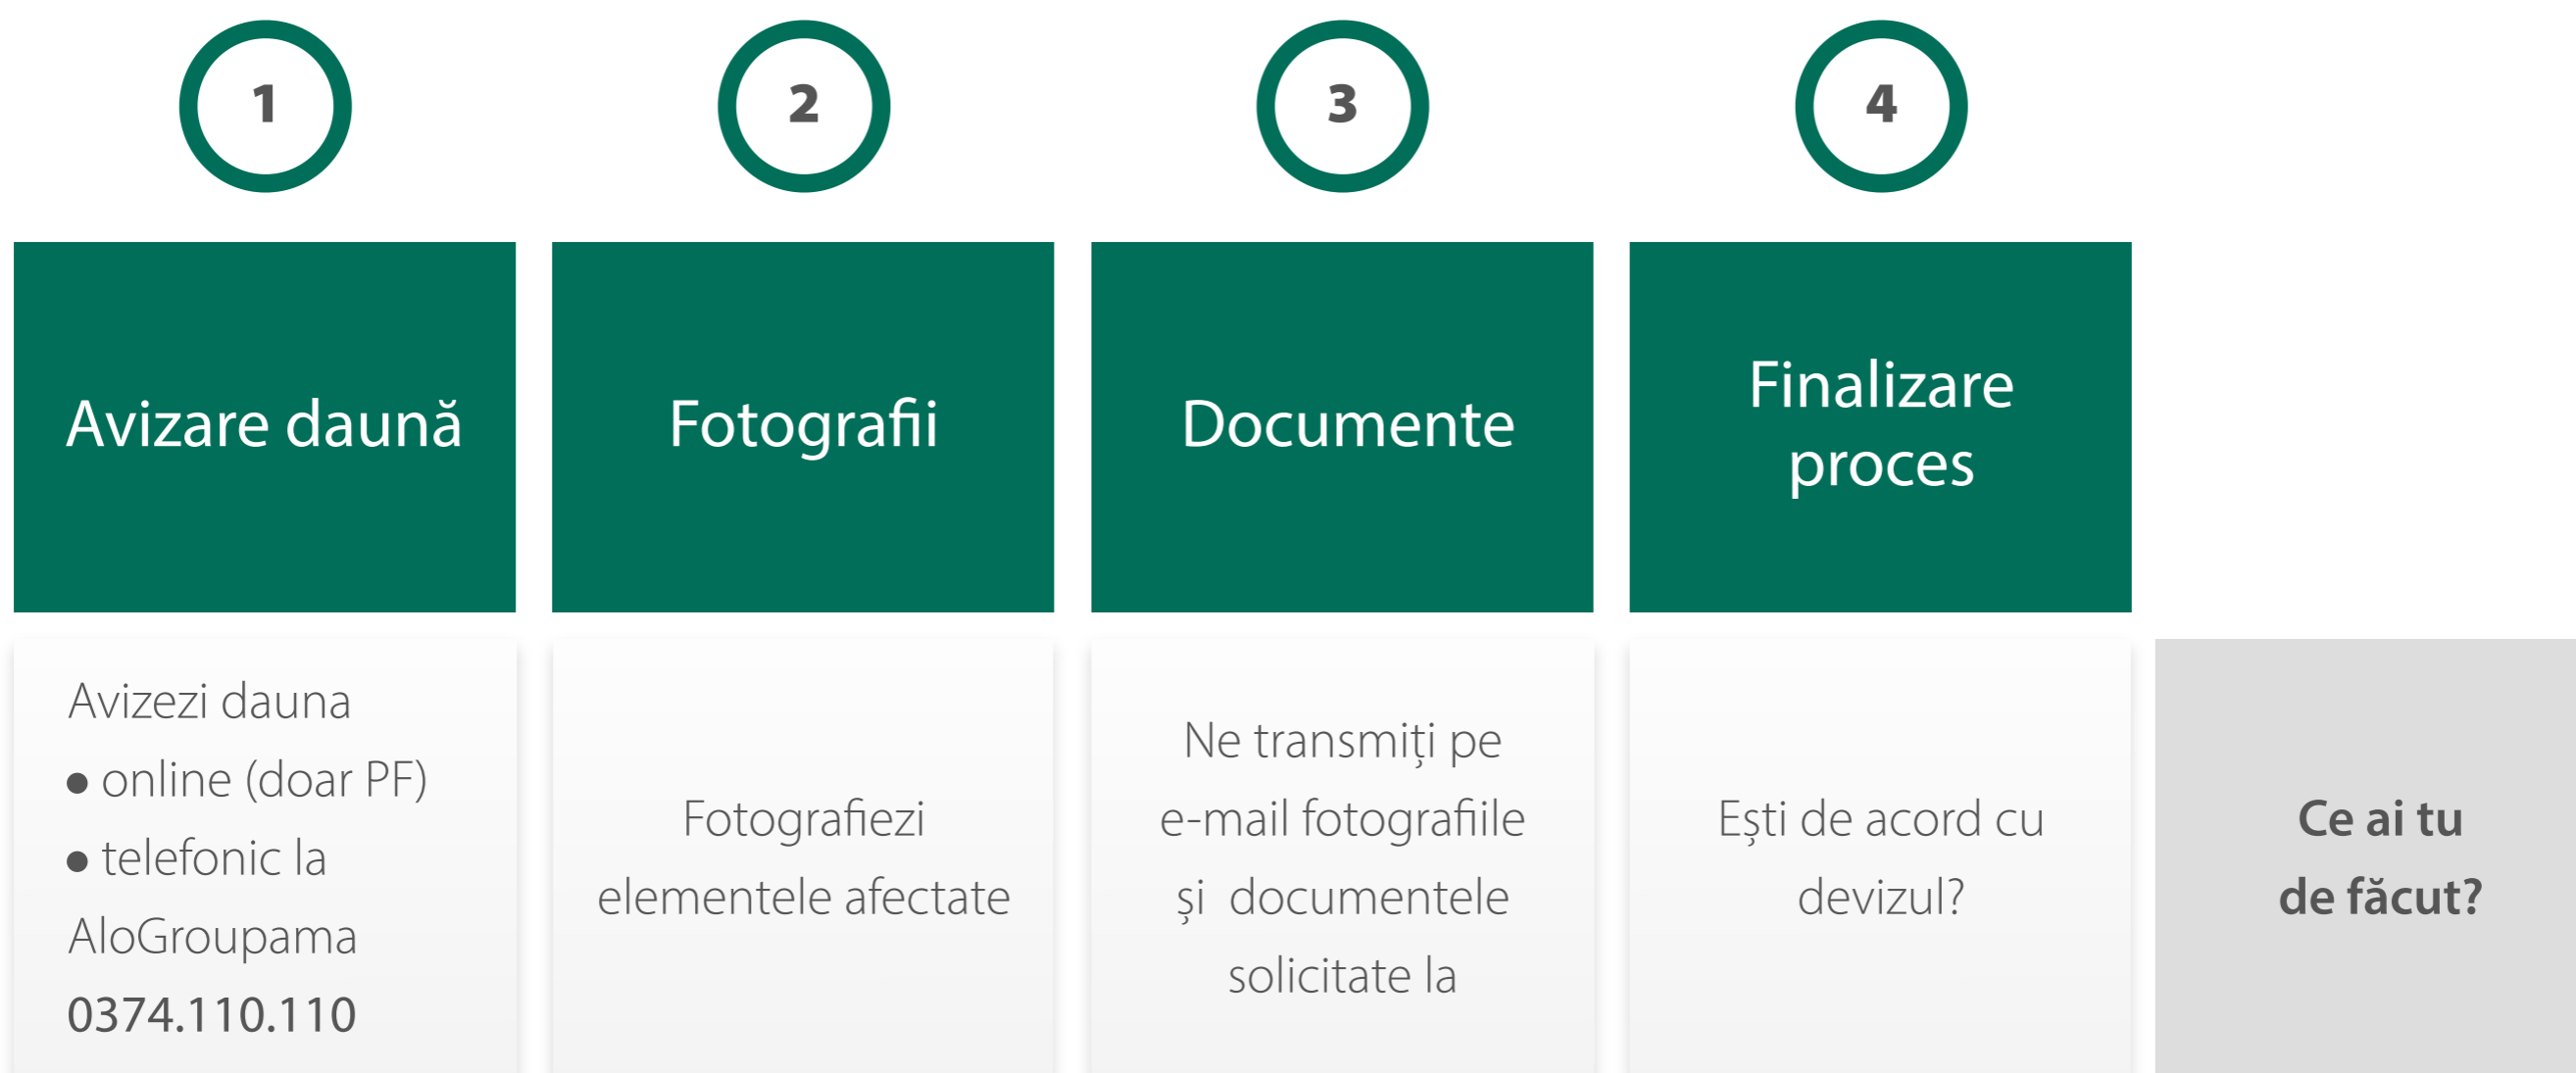 1
2
3
4
Avizare daună
Fotografii
Documente
Finalizare
proces
Avizezi dauna
● online (doar PF)
● telefonic la
AloGroupama
0374.110.110
Fotografiezi
elementele afectate
Ne transmiți pe
e-mail fotografiile
și documentele
solicitate la
Ești de acord cu
devizul?
Ce ai tu
de făcut?